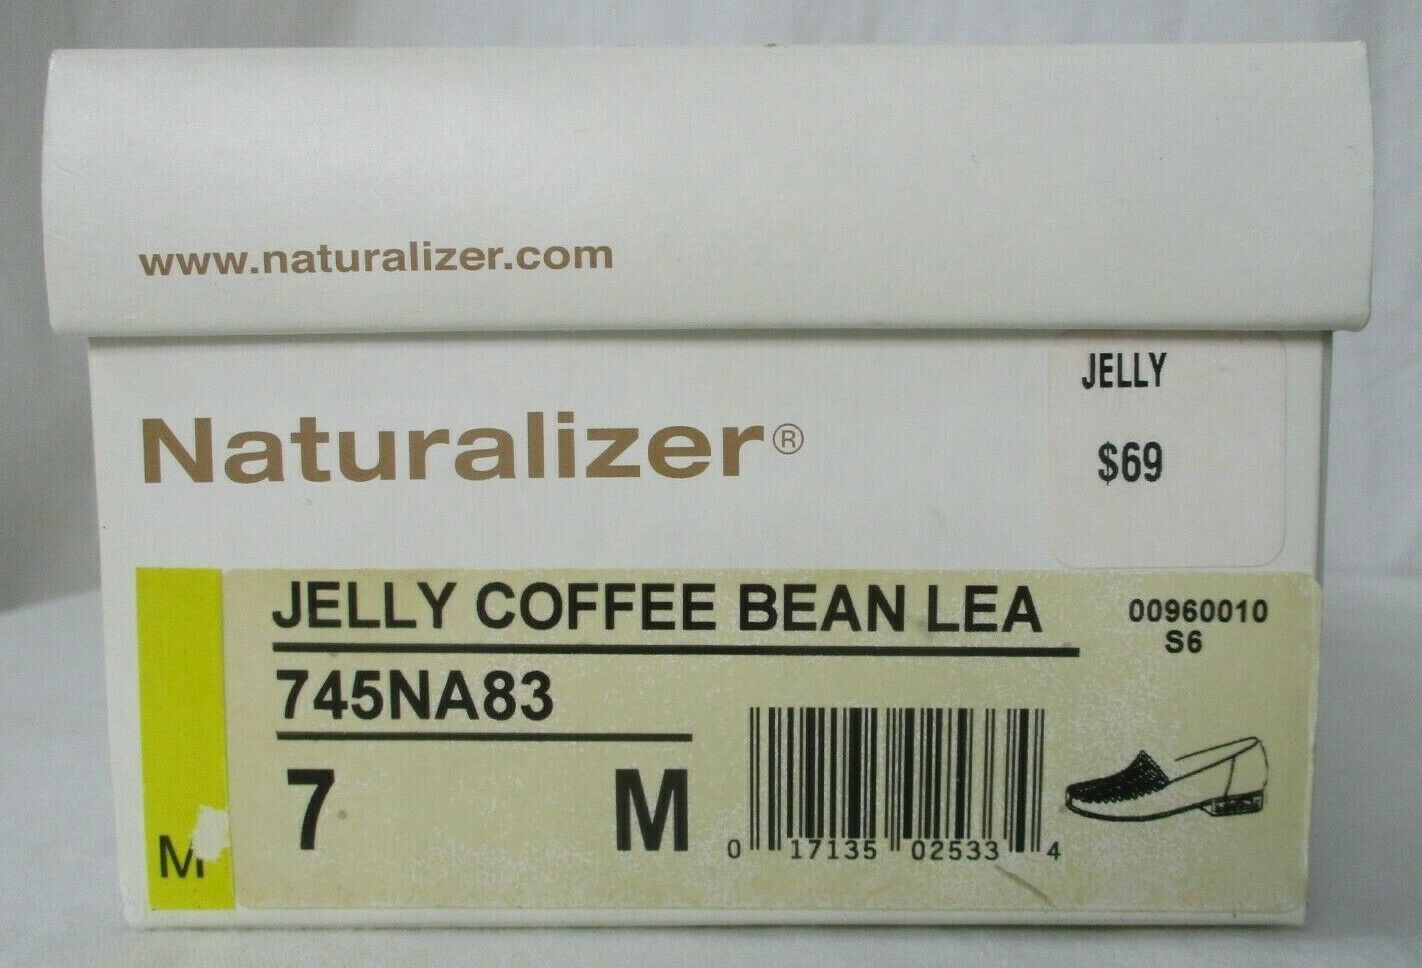 www.naturalizer.com
Naturalizer®
JELLY
$69
JELLY COFFEE BEAN LEA
00960010
S6
745NA83
7 M
M
0 17135 02533 4